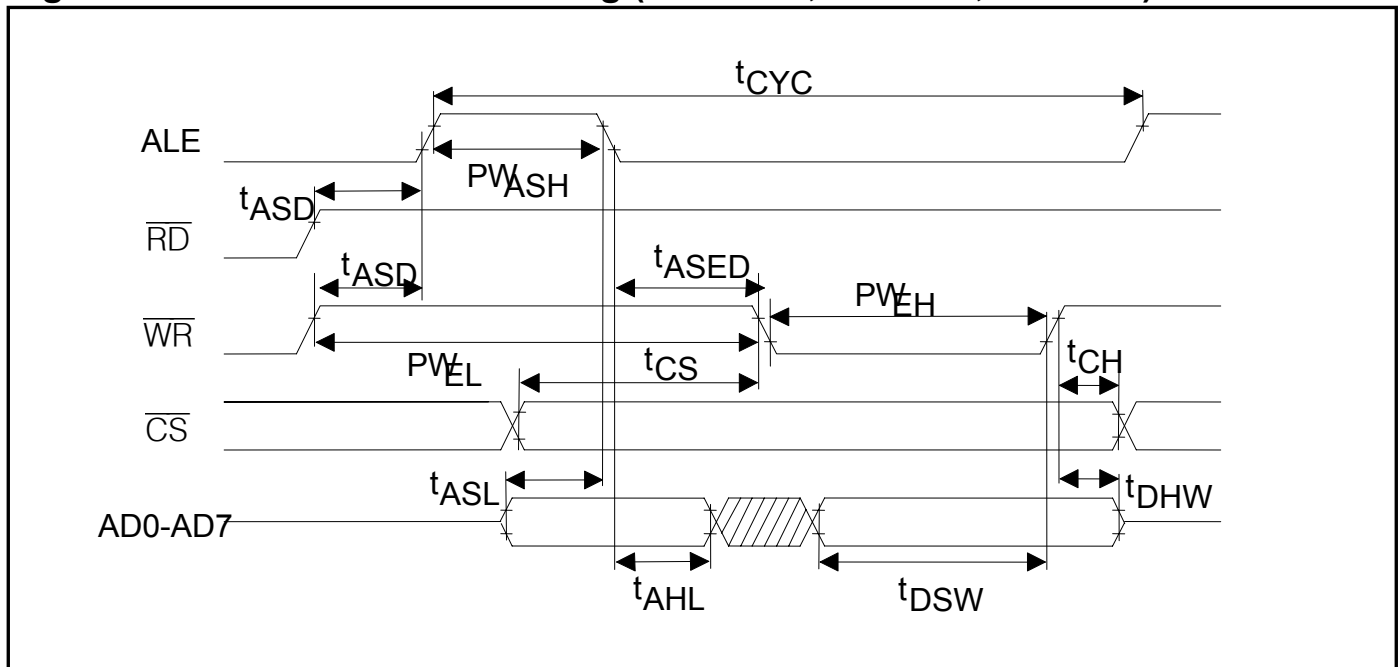 tCYC
ALE
PWASH
tASD
RD
tASD
tASED
PWEH
WR
PWEL
tCS
tCH
CS
tASL
tDHW
AD0-AD7
tAHL
tDSW